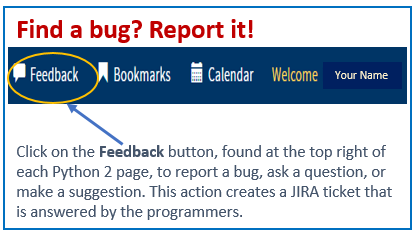 Find a bug? Report it!
Feedback Bookmarks Calendar Welcome Your Name
Click on the Feedback button, found at the top right of
each Python 2 page, to report a bug, ask a question, or
make a suggestion. This action creates a JIRA ticket that
is answered by the programmers.